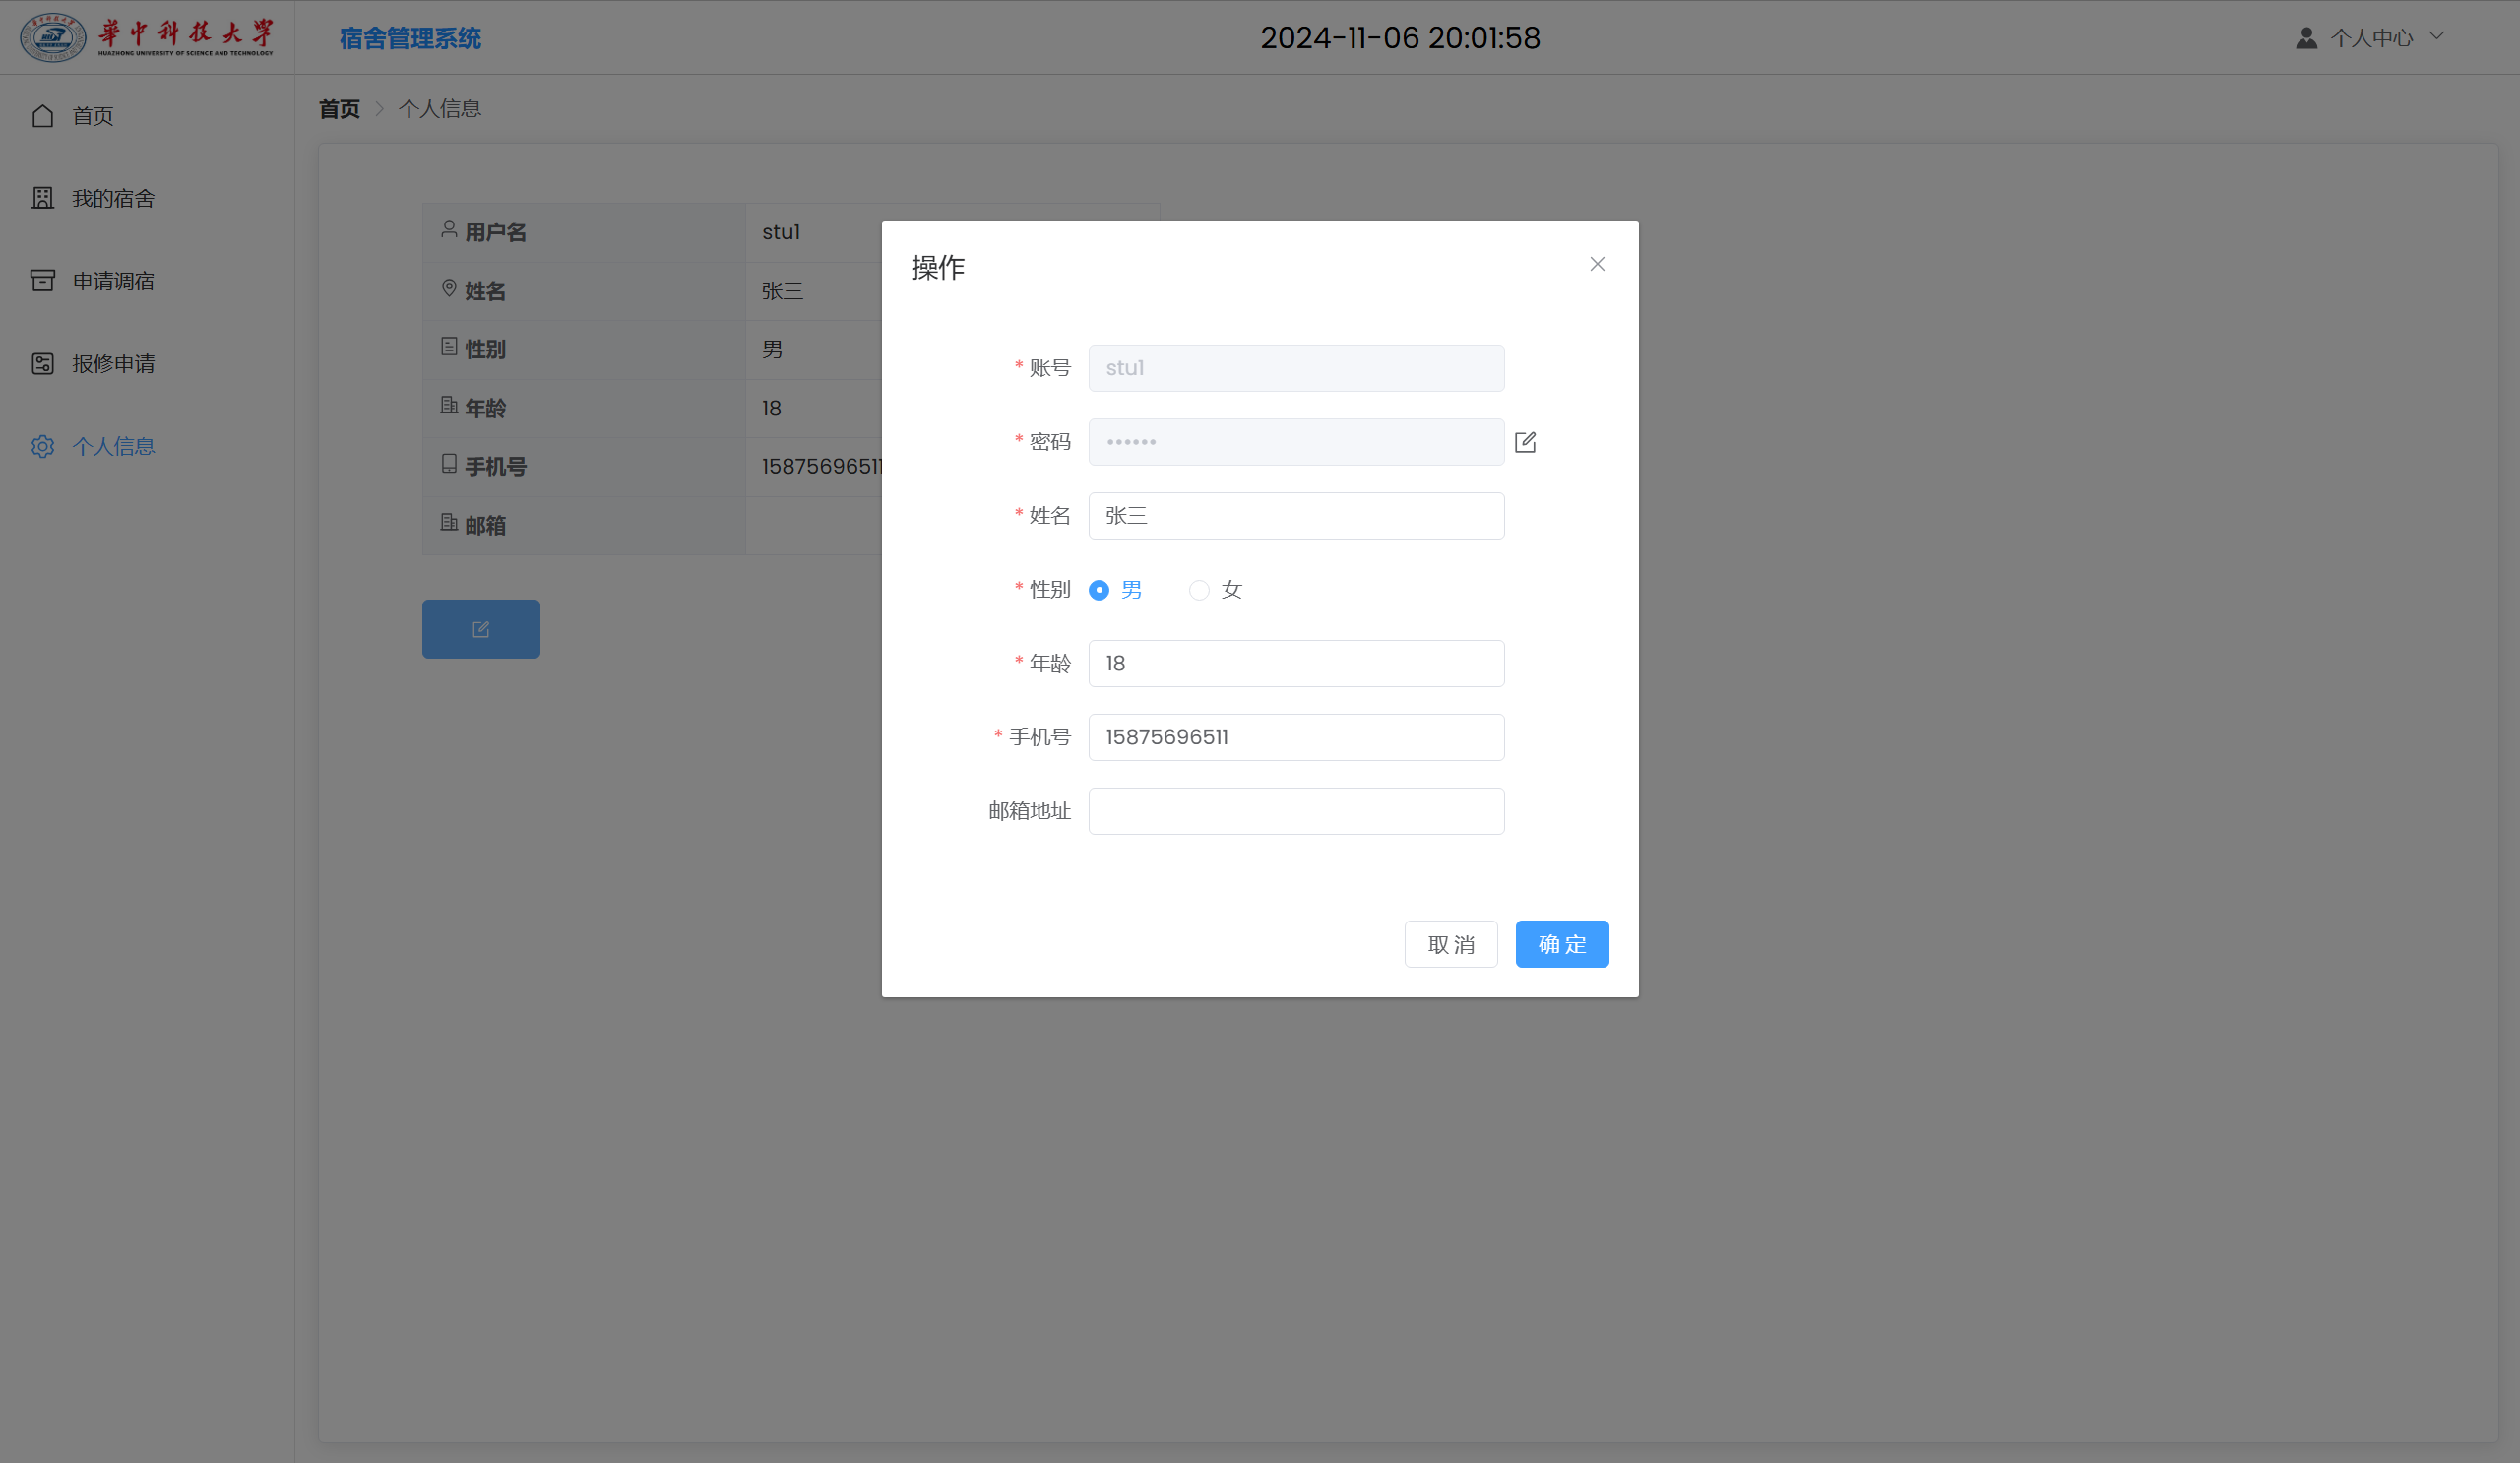 華中科技大学
HUAZHONG UNIVERSITY OF SCIENCE AND TECHNOLOGY
宿舍管理系统
2024-11-06 20:01:58
个人中心
首页
我的宿舍
申请调宿
报修申请
个人信息
首页 > 个人信息
用户名 stu1
姓名 张三
性别 男
年龄 18
手机号 15875696511
邮箱
操作
* 账号 stu1
* 密码 ••••••
* 姓名 张三
* 性别 男 女
* 年龄 18
* 手机号 15875696511
邮箱地址
取 消 确 定